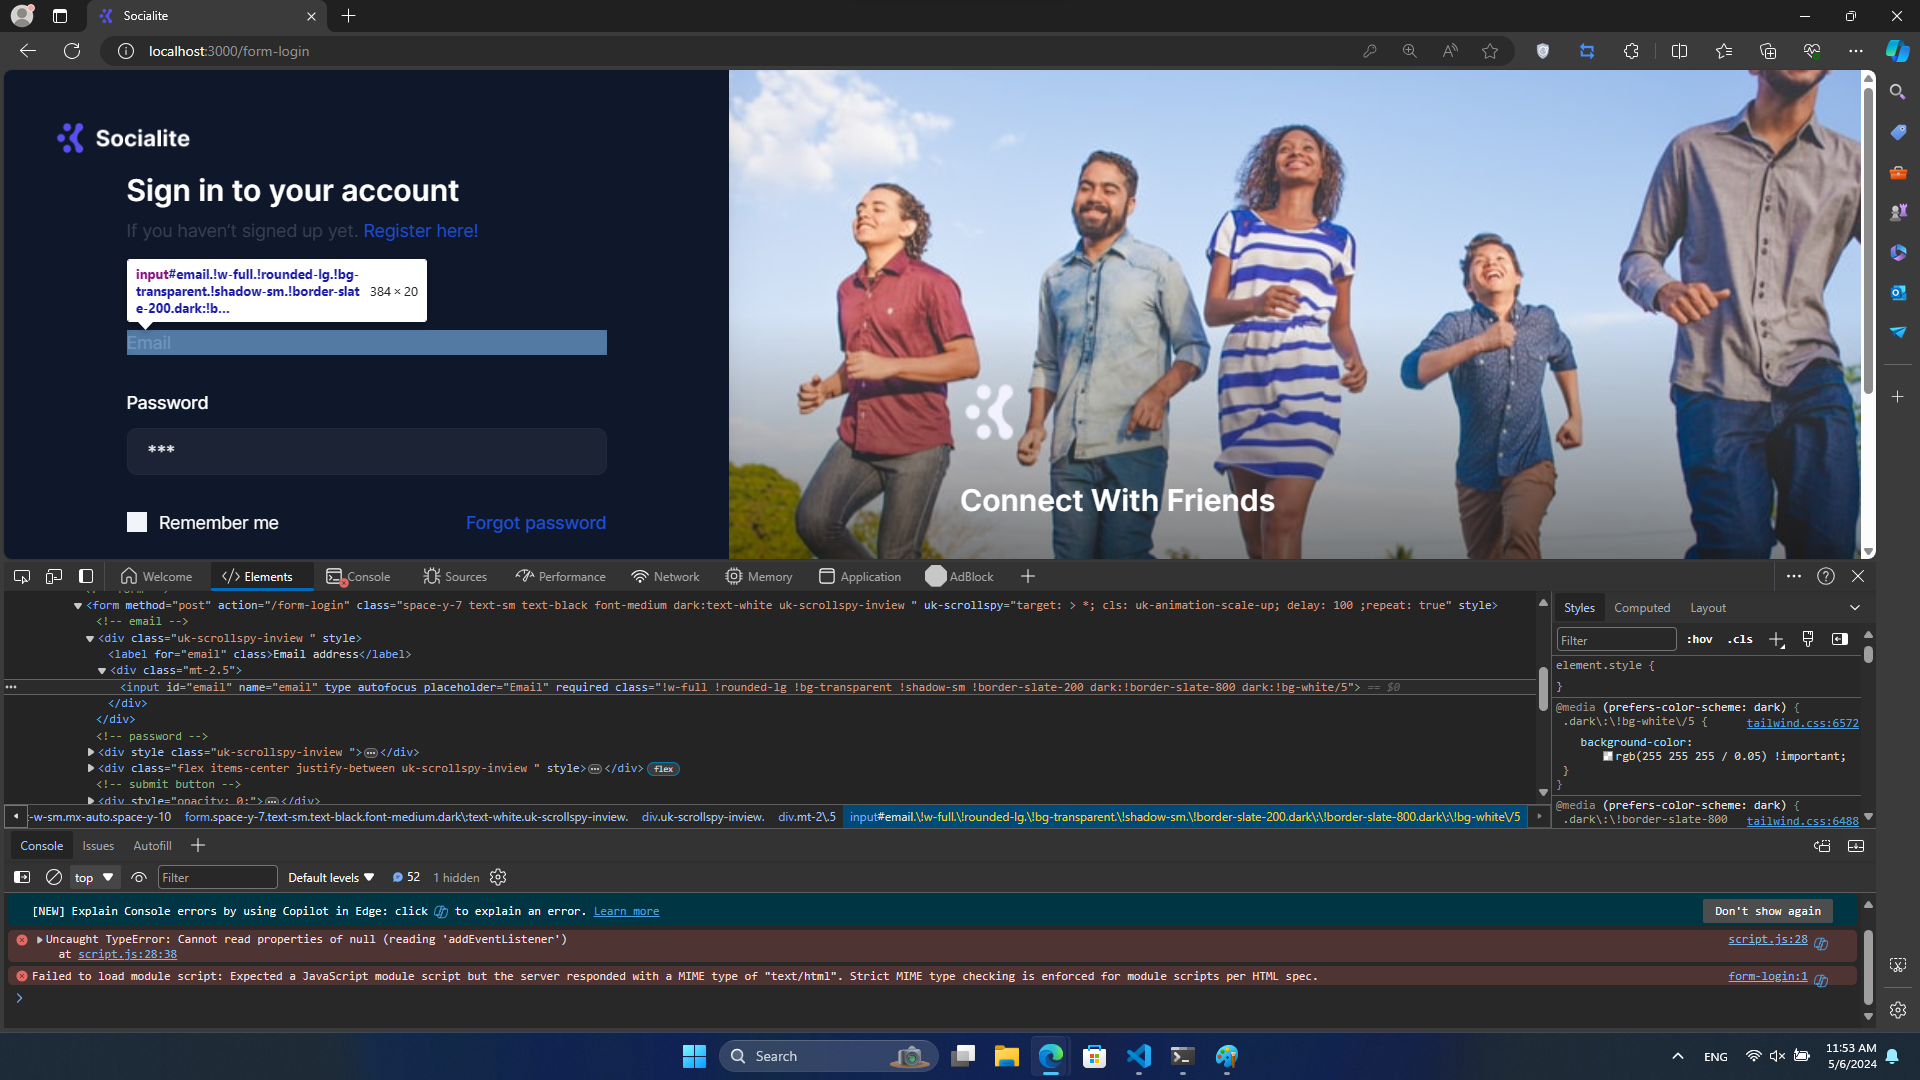 Socialite
localhost:3000/form-login
Socialite
Sign in to your account
If you haven't signed up yet. Register here!
input#email.!w-full.!rounded-lg.!bg-
transparent.!shadow-sm.!border-slat
e-200.dark:!b...
384 × 20
Email
Password
***
Remember me
Forgot password
Connect With Friends
Welcome
Elements
Console
Sources
Performance
Network
Memory
Application
AdBlock
<form method="post" action="/form-login" class="space-y-7 text-sm text-black font-medium dark:text-white uk-scrollspy-inview " uk-scrollspy="target: > *; cls: uk-animation-scale-up; delay: 100 ;repeat: true" style>
<!-- email -->
<div class="uk-scrollspy-inview " style>
<label for="email" class>Email address</label>
<div class="mt-2.5">
<input id="email" name="email" type autofocus placeholder="Email" required class="!w-full !rounded-lg !bg-transparent !shadow-sm !border-slate-200 dark:!border-slate-800 dark:!bg-white/5"> == $0
</div>
</div>
<!-- password -->
<div style class="uk-scrollspy-inview ">…</div>
<div class="flex items-center justify-between uk-scrollspy-inview " style>…</div> flex
<!-- submit button -->
<div style="opacity: 0;">…</div>
-w-sm.mx-auto.space-y-10
form.space-y-7.text-sm.text-black.font-medium.dark\:text-white.uk-scrollspy-inview.
div.uk-scrollspy-inview.
div.mt-2\.5
input#email.\!w-full.\!rounded-lg.\!bg-transparent.\!shadow-sm.\!border-slate-200.dark\:\!border-slate-800.dark\:\!bg-white\/5
Styles
Computed
Layout
Filter
:hov
.cls
element.style {
}
@media (prefers-color-scheme: dark) {
.dark\:\!bg-white\/5 {
tailwind.css:6572
background-color:
rgb(255 255 255 / 0.05) !important;
}
}
@media (prefers-color-scheme: dark) {
.dark\:\!border-slate-800
tailwind.css:6488
Console
Issues
Autofill
top
Filter
Default levels
52
1 hidden
[NEW] Explain Console errors by using Copilot in Edge: click to explain an error. Learn more
Don't show again
Uncaught TypeError: Cannot read properties of null (reading 'addEventListener')
script.js:28
at script.js:28:38
Failed to load module script: Expected a JavaScript module script but the server responded with a MIME type of "text/html". Strict MIME type checking is enforced for module scripts per HTML spec.
form-login:1
Search
ENG
11:53 AM
5/6/2024